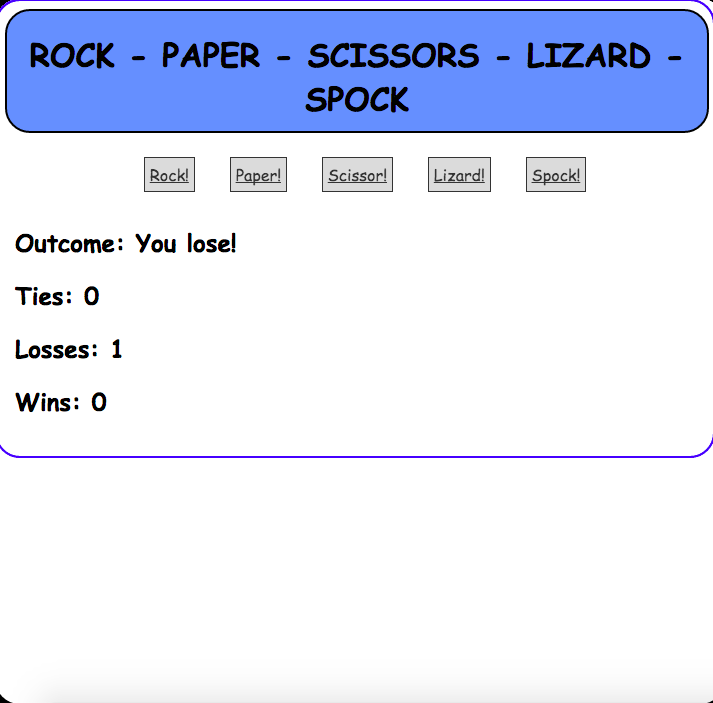 ROCK - PAPER - SCISSORS - LIZARD -
SPOCK
Rock! Paper! Scissor! Lizard! Spock!
Outcome: You lose!
Ties: 0
Losses: 1
Wins: 0